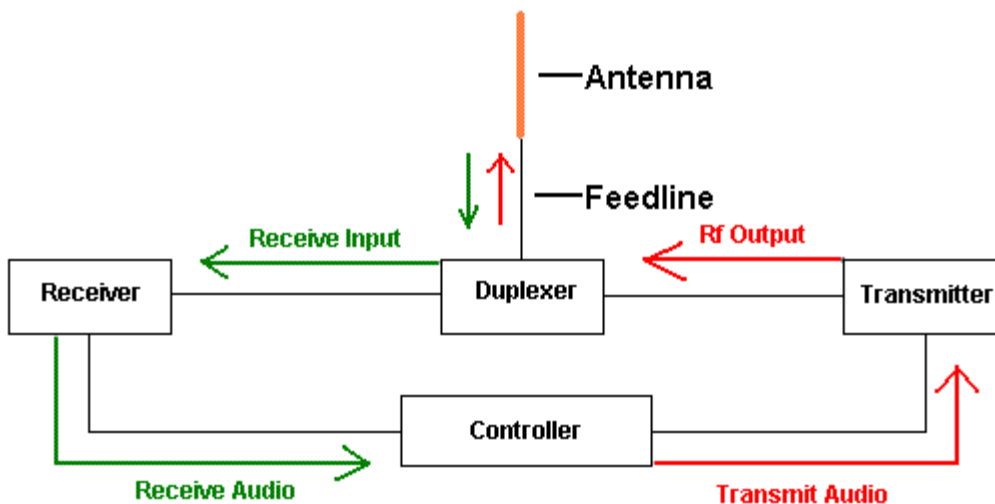 Antenna
Feedline
Receive Input
Rf Output
Receiver
Duplexer
Transmitter
Controller
Receive Audio
Transmit Audio